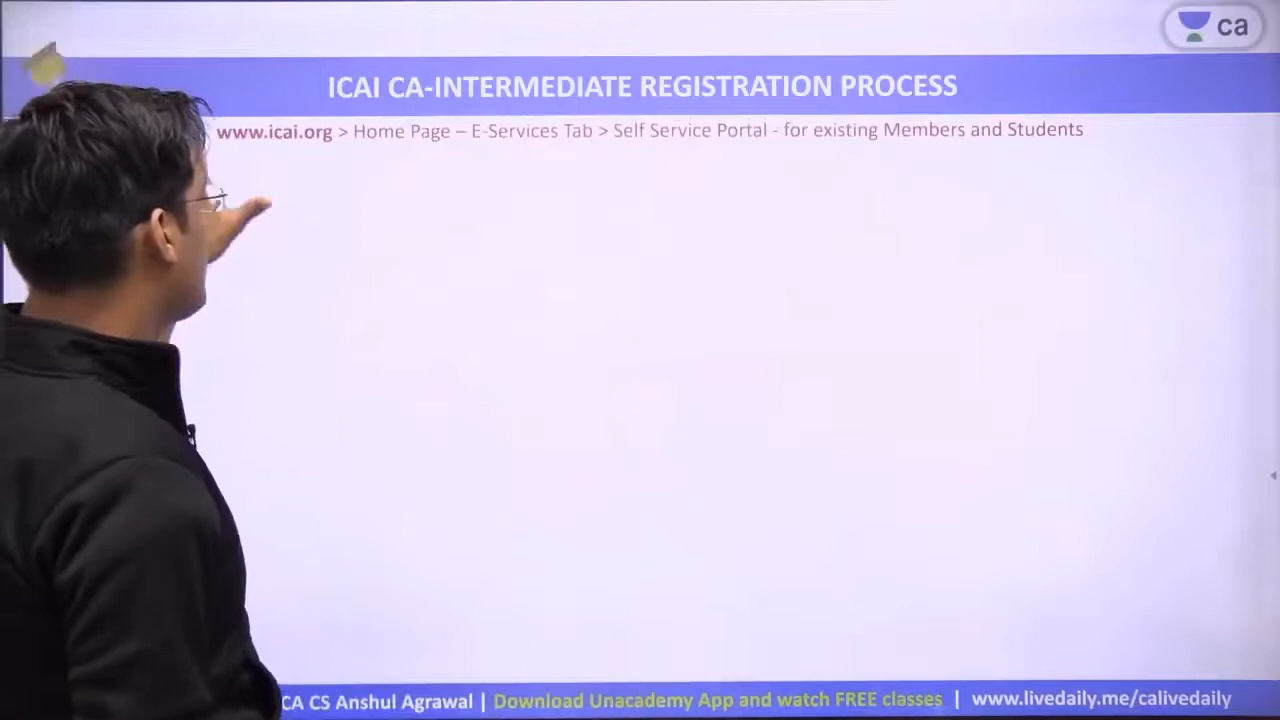 ca
ICAI CA-INTERMEDIATE REGISTRATION PROCESS
www.icai.org > Home Page – E-Services Tab > Self Service Portal - for existing Members and Students
CA CS Anshul Agrawal | Download Unacademy App and watch FREE classes | www.livedaily.me/calivedaily